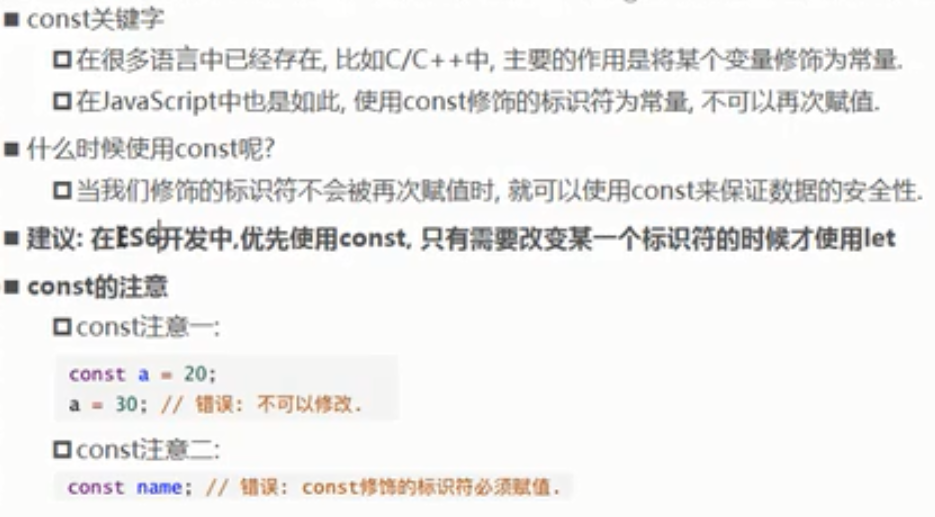 const关键字
在很多语言中已经存在, 比如C/C++中, 主要的作用是将某个变量修饰为常量.
在JavaScript中也是如此, 使用const修饰的标识符为常量, 不可以再次赋值.
什么时候使用const呢?
当我们修饰的标识符不会被再次赋值时, 就可以使用const来保证数据的安全性.
建议: 在ES6开发中,优先使用const, 只有需要改变某一个标识符的时候才使用let
const的注意
const注意一:
const a = 20;
a = 30; // 错误: 不可以修改.
const注意二:
const name; // 错误: const修饰的标识符必须赋值.